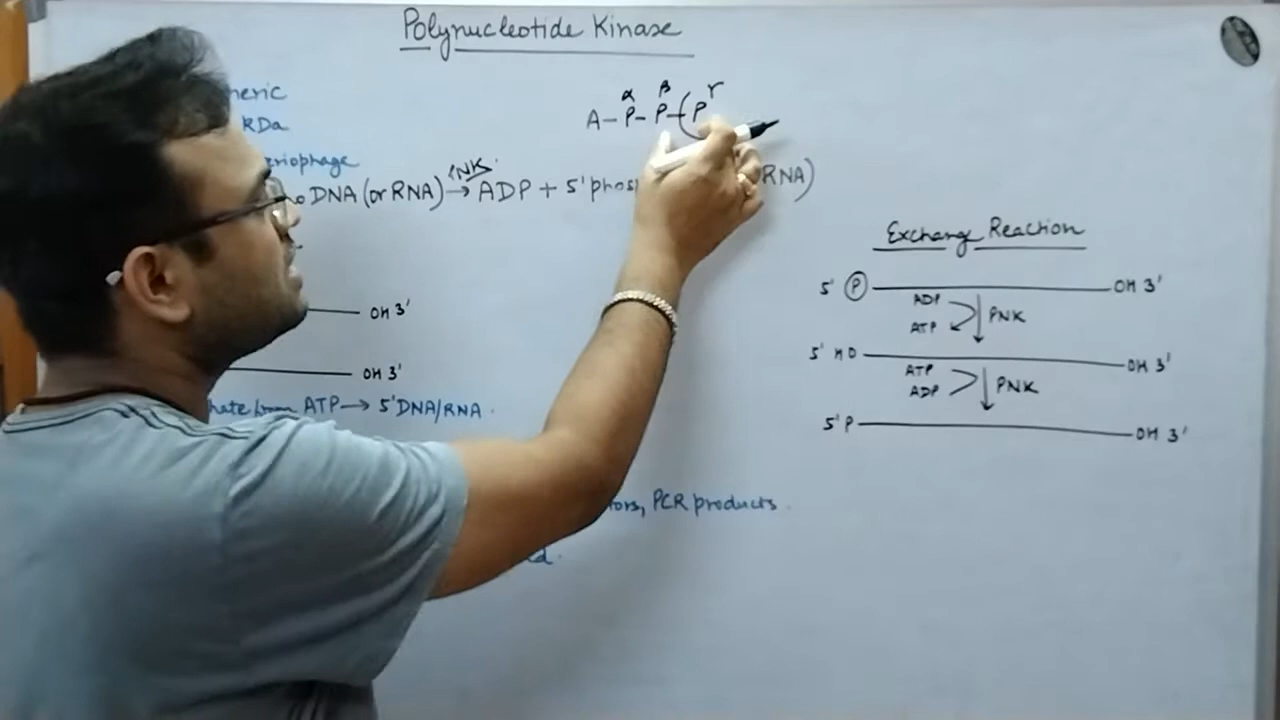 Polynucleotide Kinase
meric
α β γ
KDa
A-P-P-P
eriophage
DNA (or RNA) → PNK ADP + 5' phos RNA)
Exchange Reaction
5' P OH 3'
ADP
ATP
PNK
OH 3'
5' HO OH 3'
ATP
ADP
PNK
OH 3'
hate from ATP → 5' DNA/RNA.
5' P OH 3'
tors, PCR products.